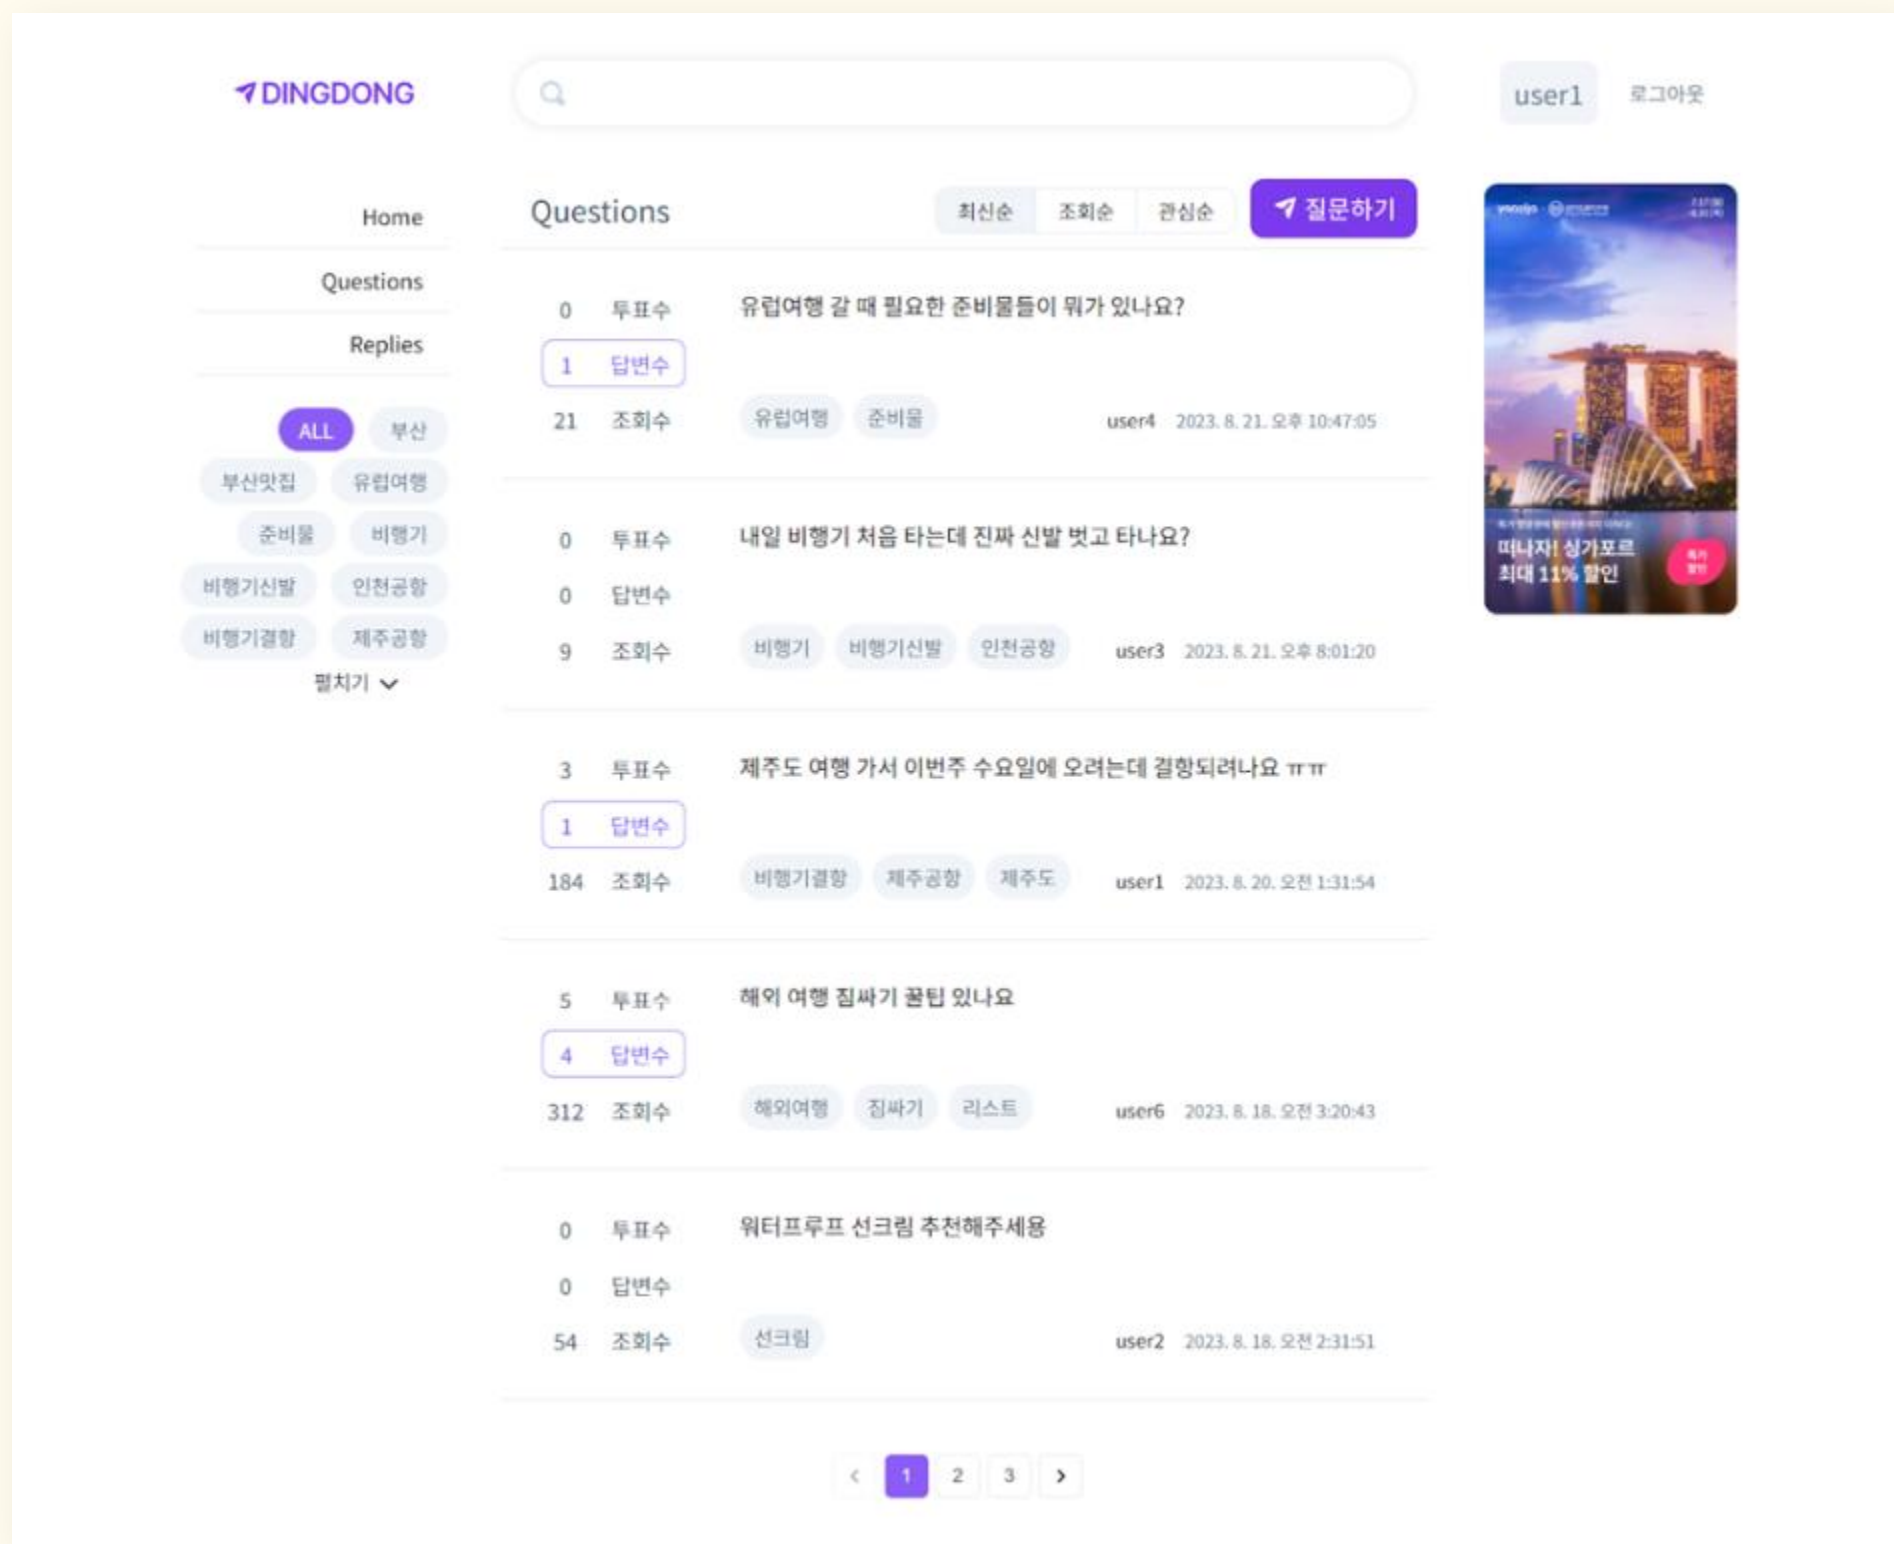 DINGDONG
user1 로그아웃
Home
Questions
Replies
ALL 부산
부산맛집 유럽여행
준비물 비행기
비행기신발 인천공항
비행기결항 제주공항
펼치기
Questions 최신순 조회순 관심순 질문하기
0 투표수 유럽여행 갈 때 필요한 준비물들이 뭐가 있나요?
1 답변수
21 조회수 유럽여행 준비물 user4 2023. 8. 21. 오후 10:47:05
0 투표수 내일 비행기 처음 타는데 진짜 신발 벗고 타나요?
0 답변수
9 조회수 비행기 비행기신발 인천공항 user3 2023. 8. 21. 오후 8:01:20
3 투표수 제주도 여행 가서 이번주 수요일에 오려는데 결항되려나요 ㅠㅠ
1 답변수
184 조회수 비행기결항 제주공항 제주도 user1 2023. 8. 20. 오전 1:31:54
5 투표수 해외 여행 짐싸기 꿀팁 있나요
4 답변수
312 조회수 해외여행 짐싸기 리스트 user6 2023. 8. 18. 오전 3:20:43
0 투표수 워터프루프 선크림 추천해주세용
0 답변수
54 조회수 선크림 user2 2023. 8. 18. 오전 2:31:51
< 1 2 3 >
떠나자! 싱가포르
최대 11% 할인
특가
할인